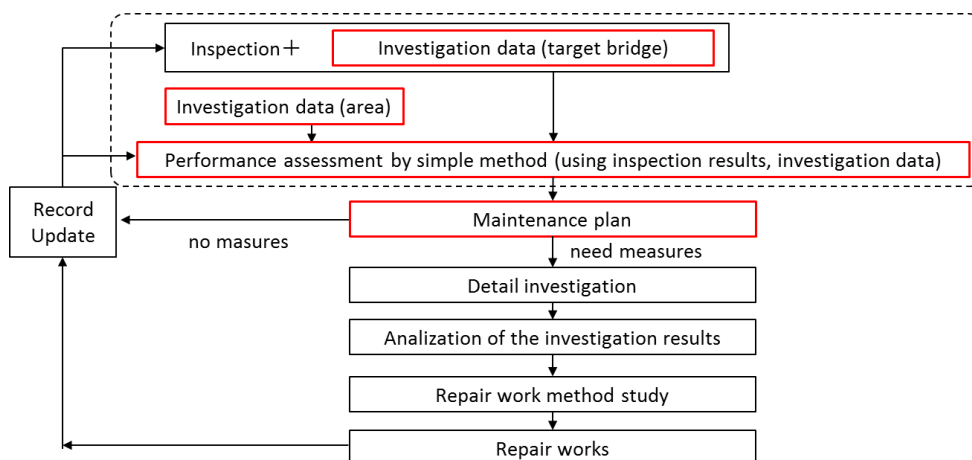 Inspection＋
Investigation data (target bridge)
Investigation data (area)
Performance assessment by simple method (using inspection results, investigation data)
Record
Update
Maintenance plan
no masures
need measures
Detail investigation
Analization of the investigation results
Repair work method study
Repair works